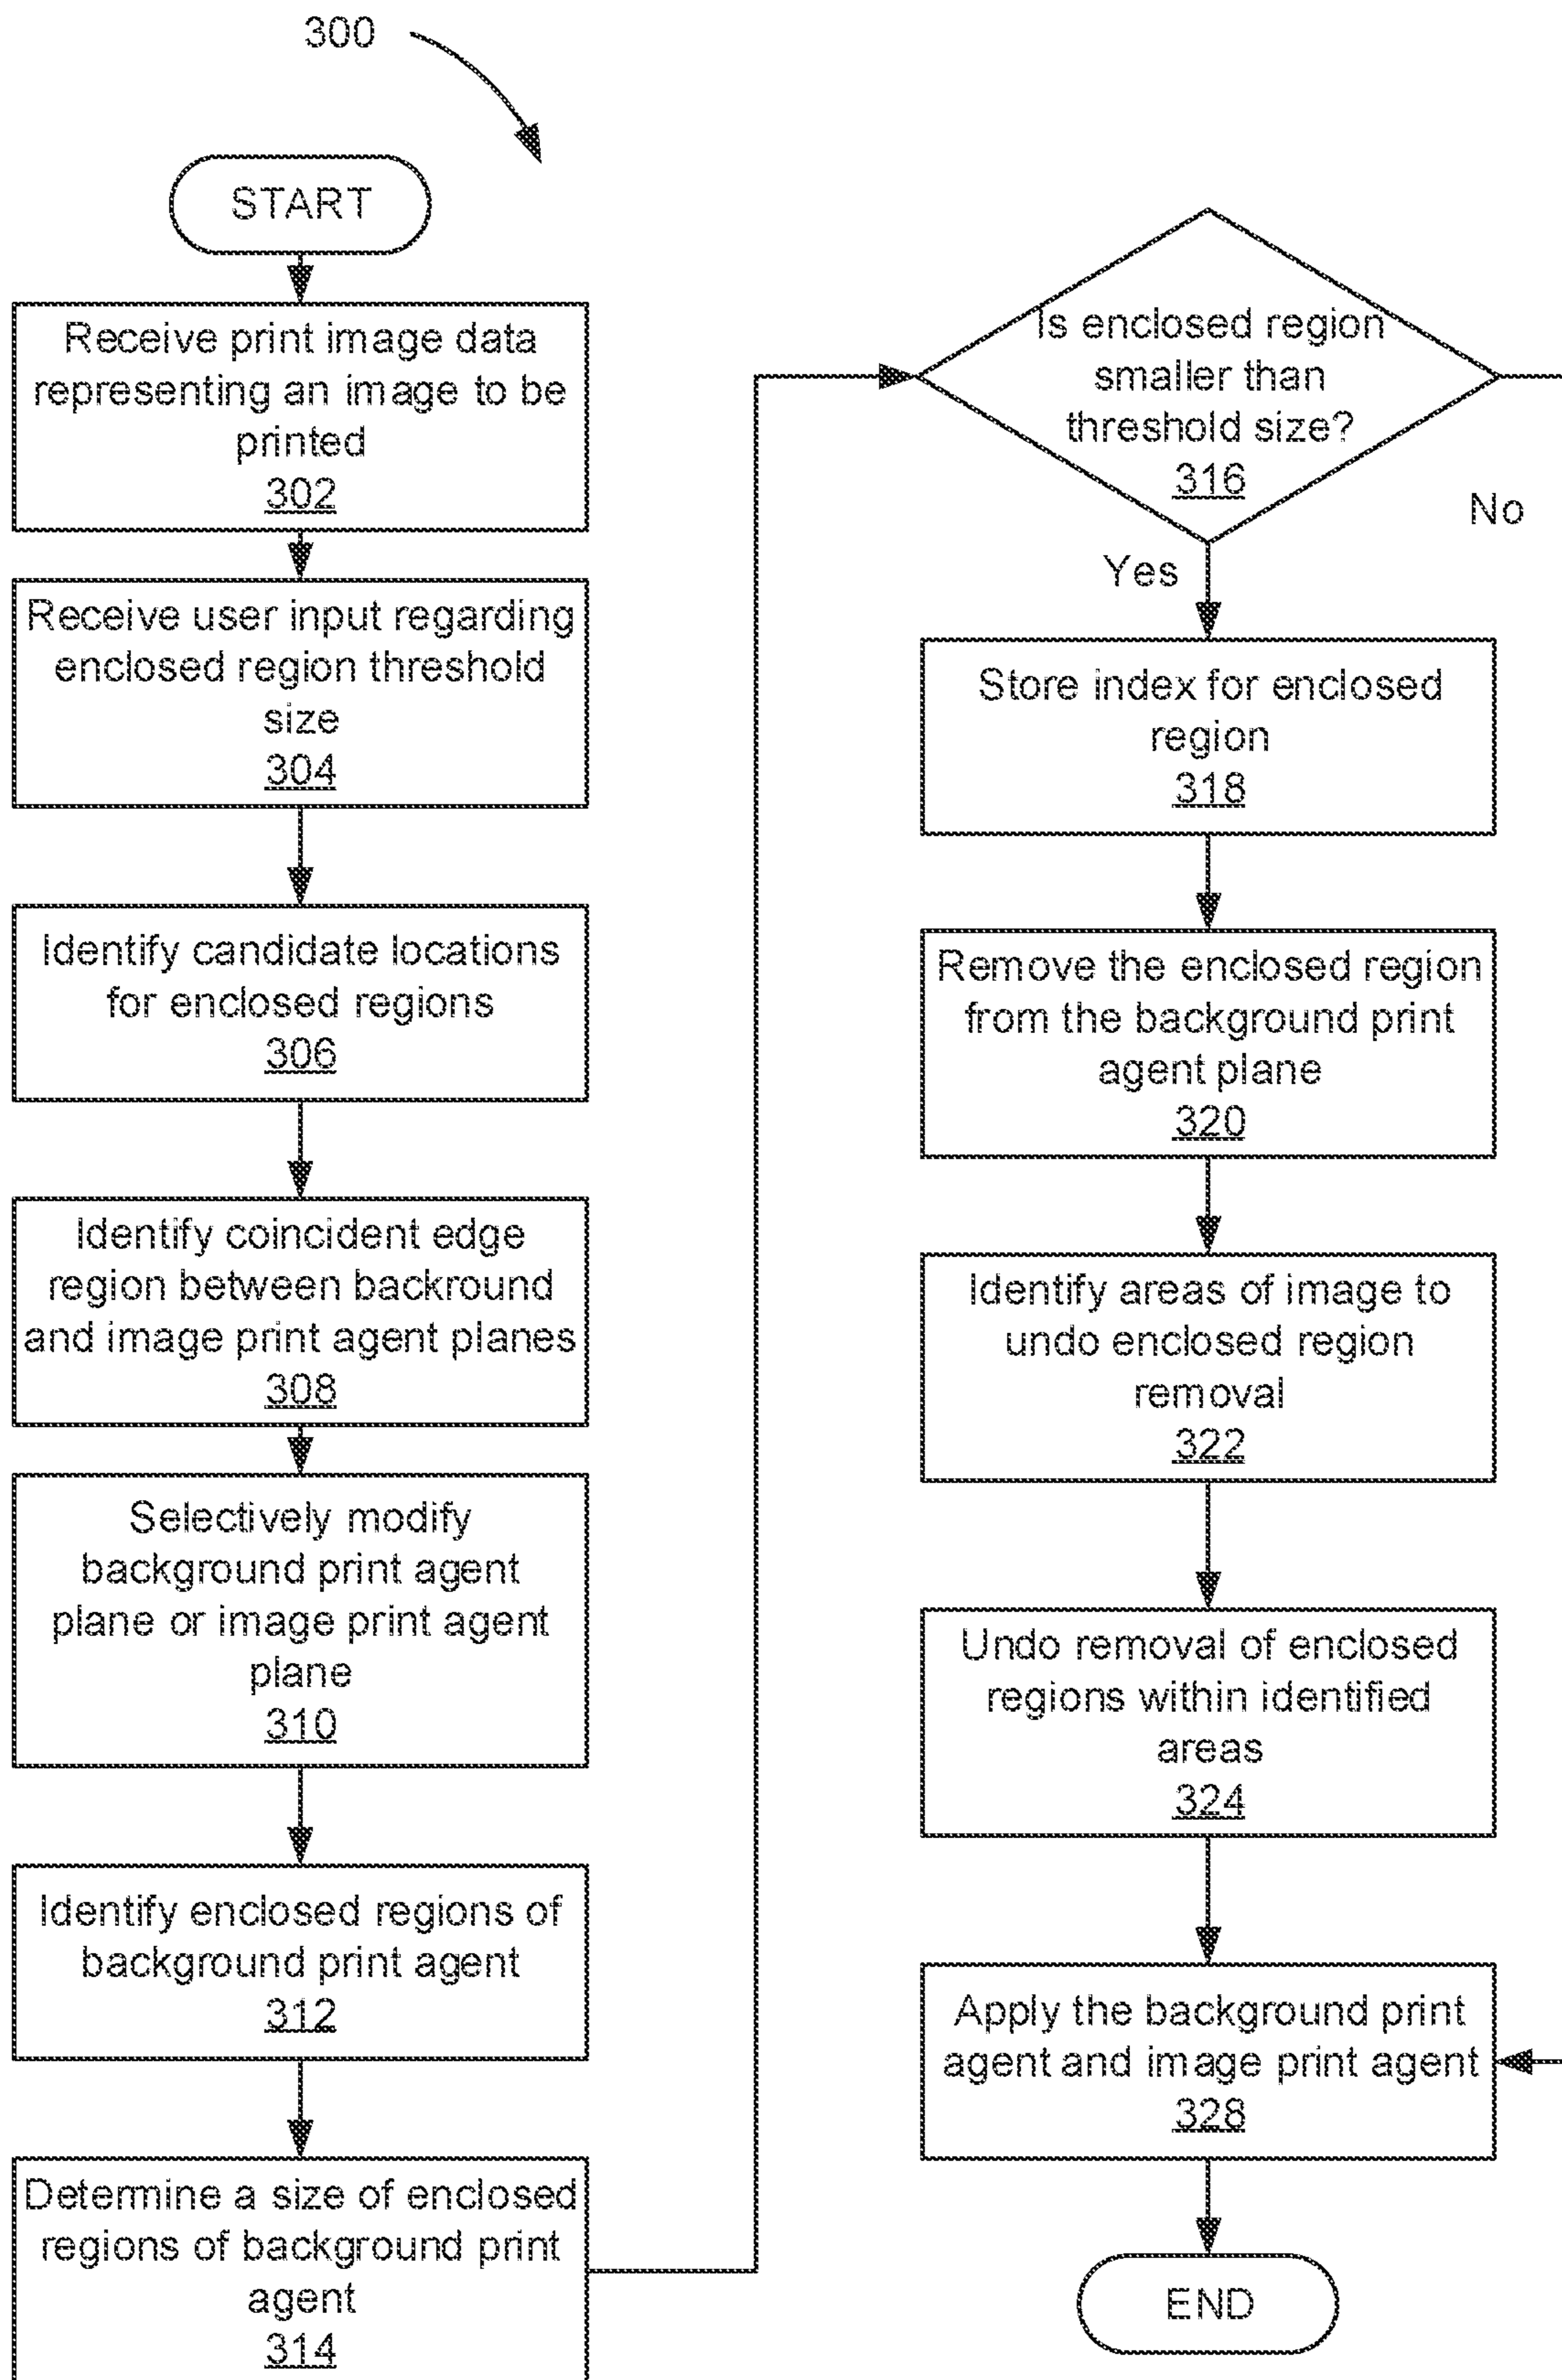 300
START
Receive print image data
representing an image to be
printed
302
Receive user input regarding
enclosed region threshold
size
304
Identify candidate locations
for enclosed regions
306
Identify coincident edge
region between backround
and image print agent planes
308
Selectively modify
background print agent
plane or image print agent
plane
310
Identify enclosed regions of
background print agent
312
Determine a size of enclosed
regions of background print
agent
314
Is enclosed region
smaller than
threshold size?
316
No
Yes
Store index for enclosed
region
318
Remove the enclosed region
from the background print
agent plane
320
Identify areas of image to
undo enclosed region
removal
322
Undo removal of enclosed
regions within identified
areas
324
Apply the background print
agent and image print agent
328
END